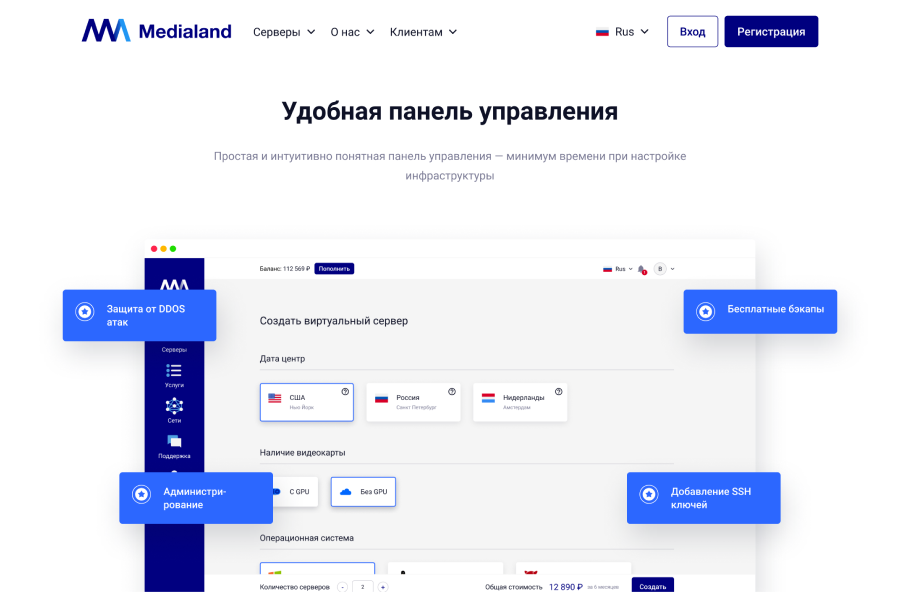 Medialand
Серверы
О нас
Клиентам
Rus
Вход
Регистрация
Удобная панель управления
Простая и интуитивно понятная панель управления — минимум времени при настройке
инфраструктуры
Баланс: 112 569 ₽
Пополнить
Rus
1
B
Защита от DDOS
атак
Бесплатные бэкапы
Создать виртуальный сервер
Серверы
Дата центр
Услуги
США
Нью Йорк
Россия
Санкт Петербург
Нидерланды
Амстердам
Сети
Поддержка
Наличие видеокарты
Администри-
рование
С GPU
Без GPU
Добавление SSH
ключей
Операционная система
Количество серверов
-
2
+
Общая стоимость
12 890 ₽
за 6 месяцев
Создать